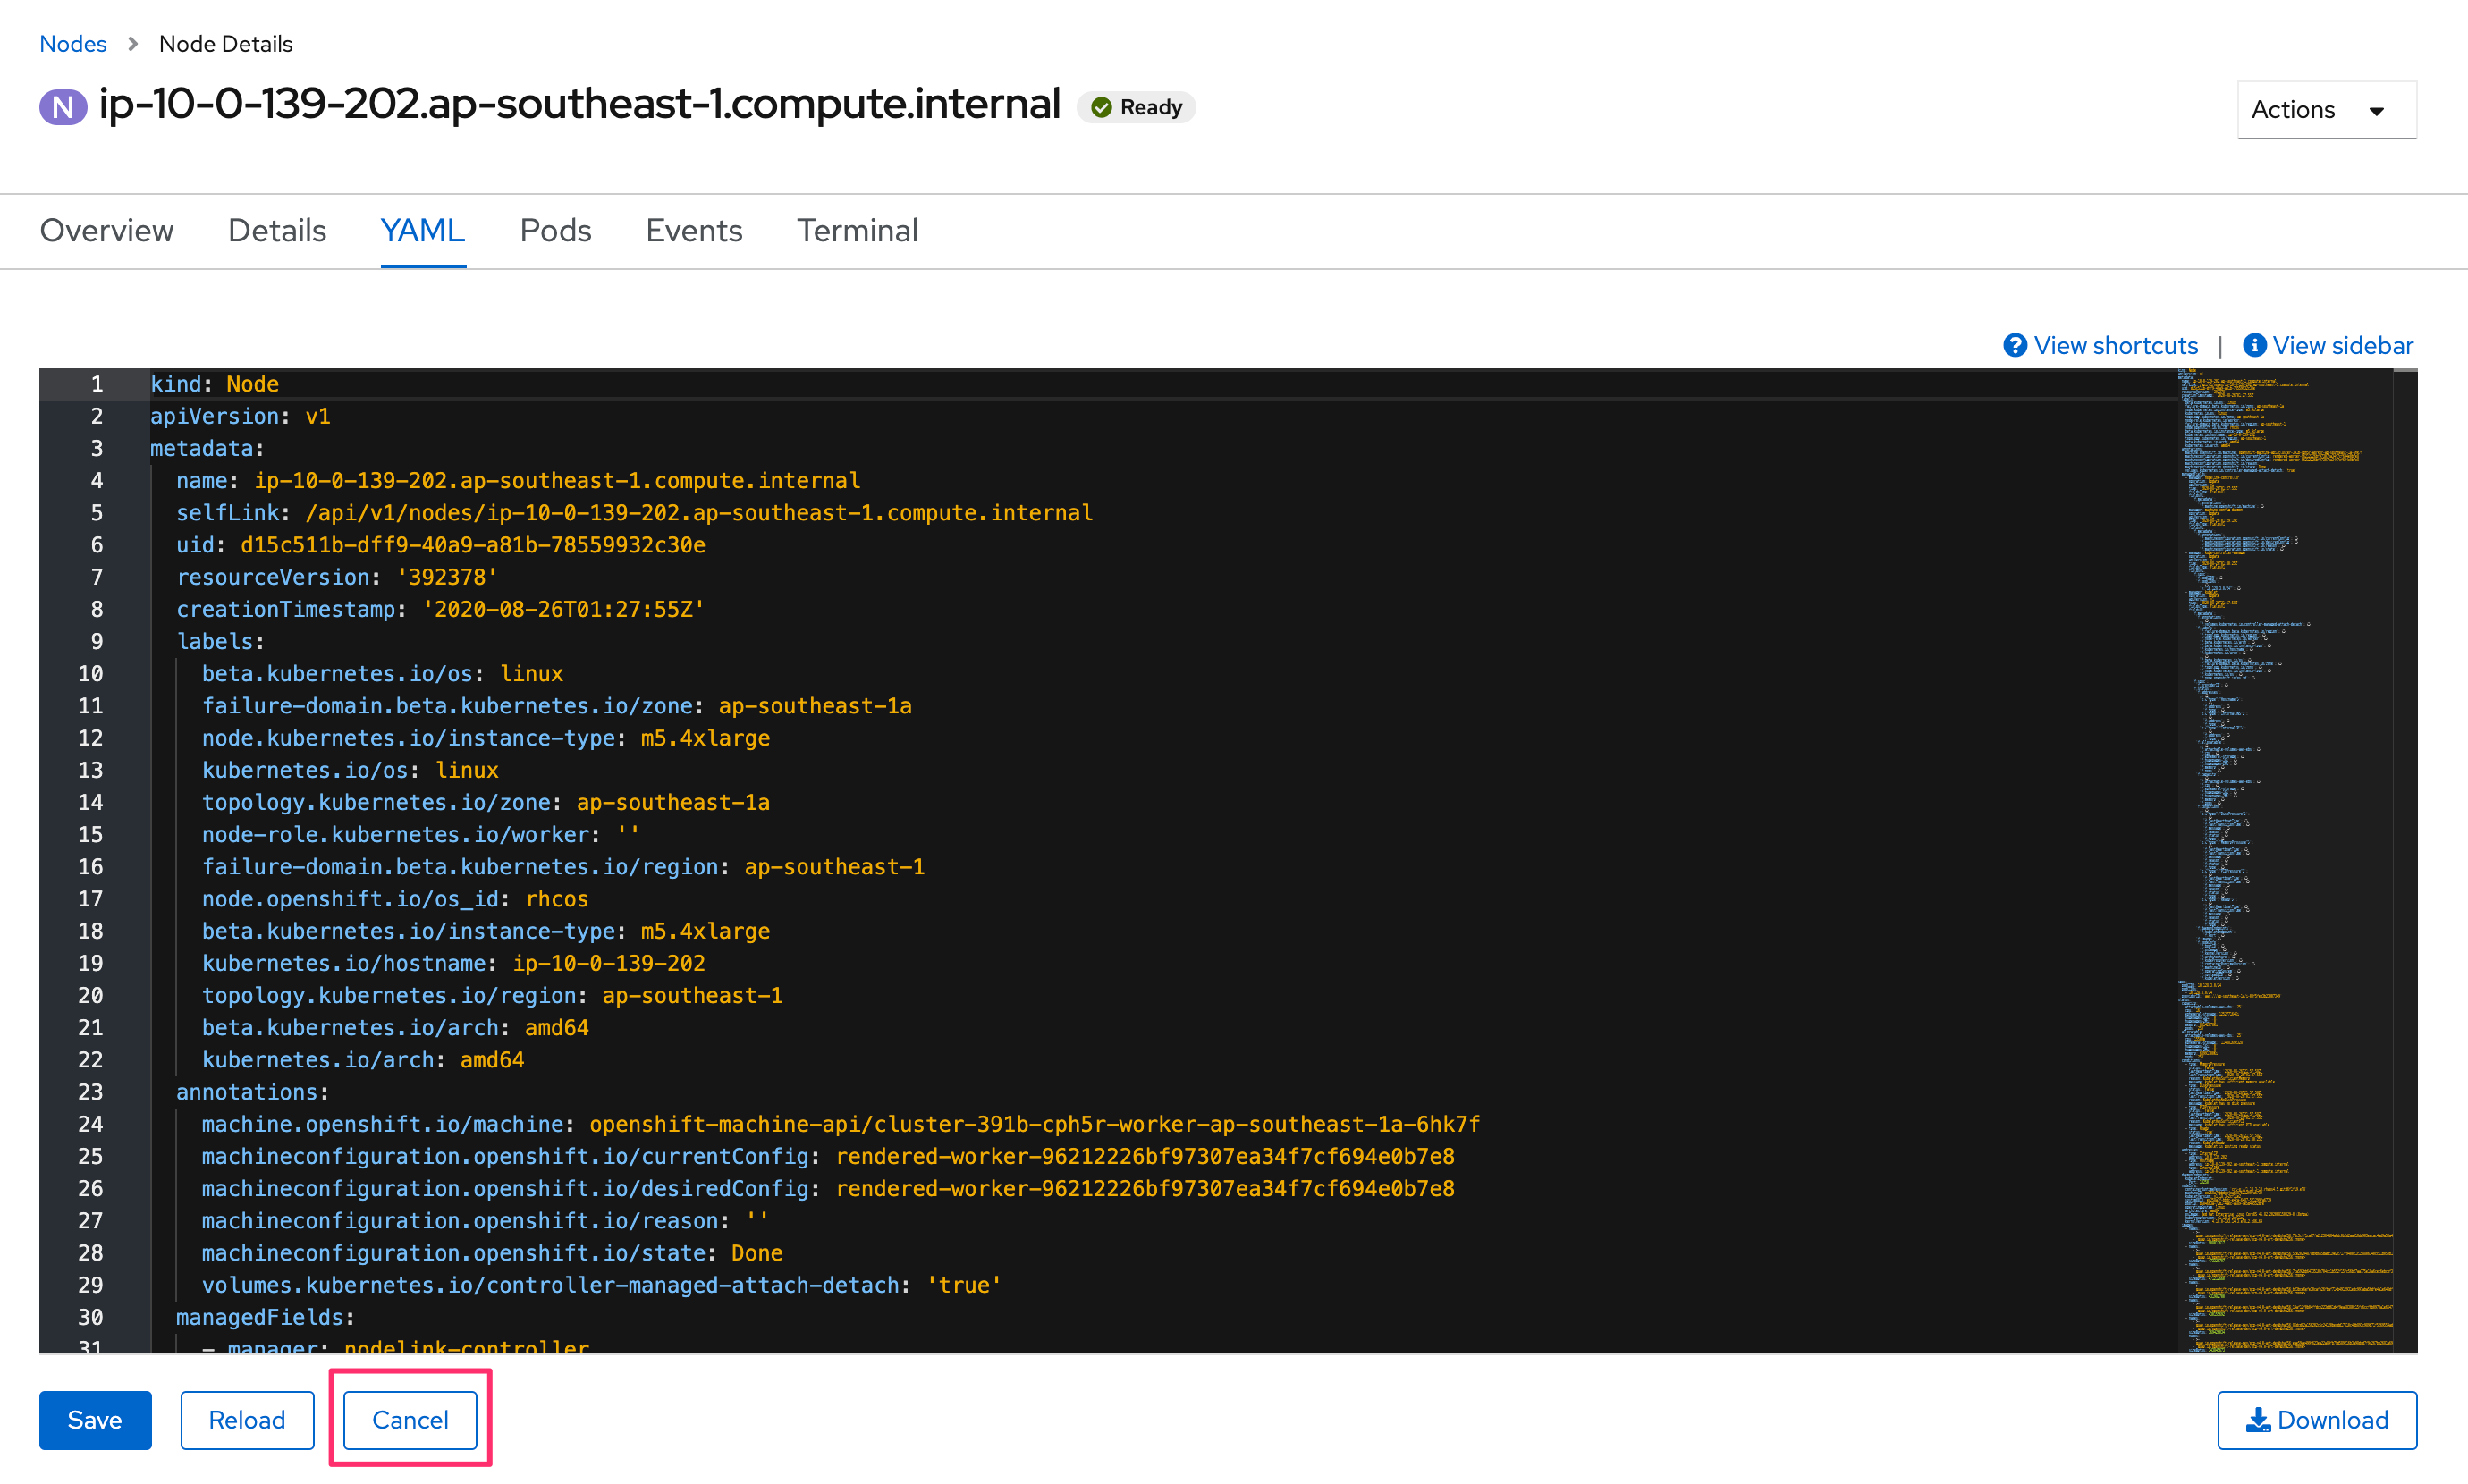 Nodes > Node Details
N ip-10-0-139-202.ap-southeast-1.compute.internal Ready
Actions
Overview Details YAML Pods Events Terminal
View shortcuts | View sidebar
1 kind: Node
2 apiVersion: v1
3 metadata:
4 name: ip-10-0-139-202.ap-southeast-1.compute.internal
5 selfLink: /api/v1/nodes/ip-10-0-139-202.ap-southeast-1.compute.internal
6 uid: d15c511b-dff9-40a9-a81b-78559932c30e
7 resourceVersion: '392378'
8 creationTimestamp: '2020-08-26T01:27:55Z'
9 labels:
10 beta.kubernetes.io/os: linux
11 failure-domain.beta.kubernetes.io/zone: ap-southeast-1a
12 node.kubernetes.io/instance-type: m5.4xlarge
13 kubernetes.io/os: linux
14 topology.kubernetes.io/zone: ap-southeast-1a
15 node-role.kubernetes.io/worker: ''
16 failure-domain.beta.kubernetes.io/region: ap-southeast-1
17 node.openshift.io/os_id: rhcos
18 beta.kubernetes.io/instance-type: m5.4xlarge
19 kubernetes.io/hostname: ip-10-0-139-202
20 topology.kubernetes.io/region: ap-southeast-1
21 beta.kubernetes.io/arch: amd64
22 kubernetes.io/arch: amd64
23 annotations:
24 machine.openshift.io/machine: openshift-machine-api/cluster-391b-cph5r-worker-ap-southeast-1a-6hk7f
25 machineconfiguration.openshift.io/currentConfig: rendered-worker-96212226bf97307ea34f7cf694e0b7e8
26 machineconfiguration.openshift.io/desiredConfig: rendered-worker-96212226bf97307ea34f7cf694e0b7e8
27 machineconfiguration.openshift.io/reason: ''
28 machineconfiguration.openshift.io/state: Done
29 volumes.kubernetes.io/controller-managed-attach-detach: 'true'
30 managedFields:
31 - manager: nodelink-controller
Save Reload Cancel Download